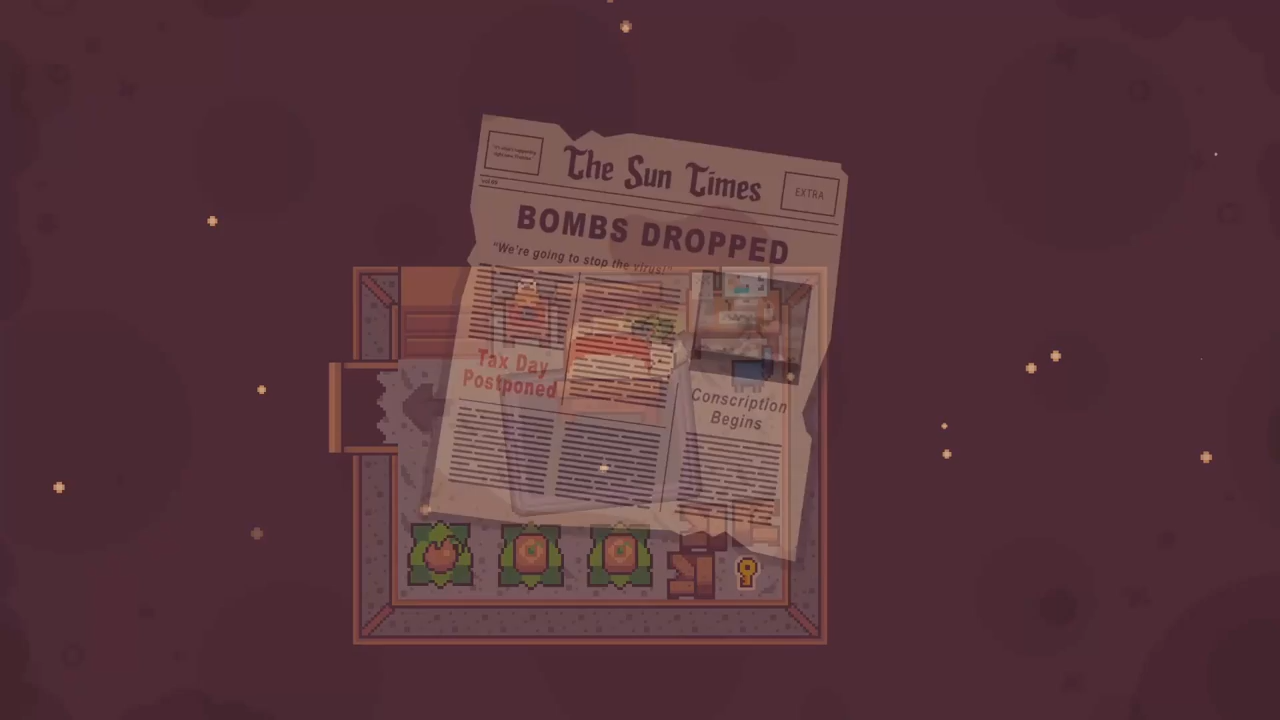 The Sun Times
EXTRA
BOMBS DROPPED
"We're going to stop the virus!"
Tax Day
Postponed
Conscription
Begins